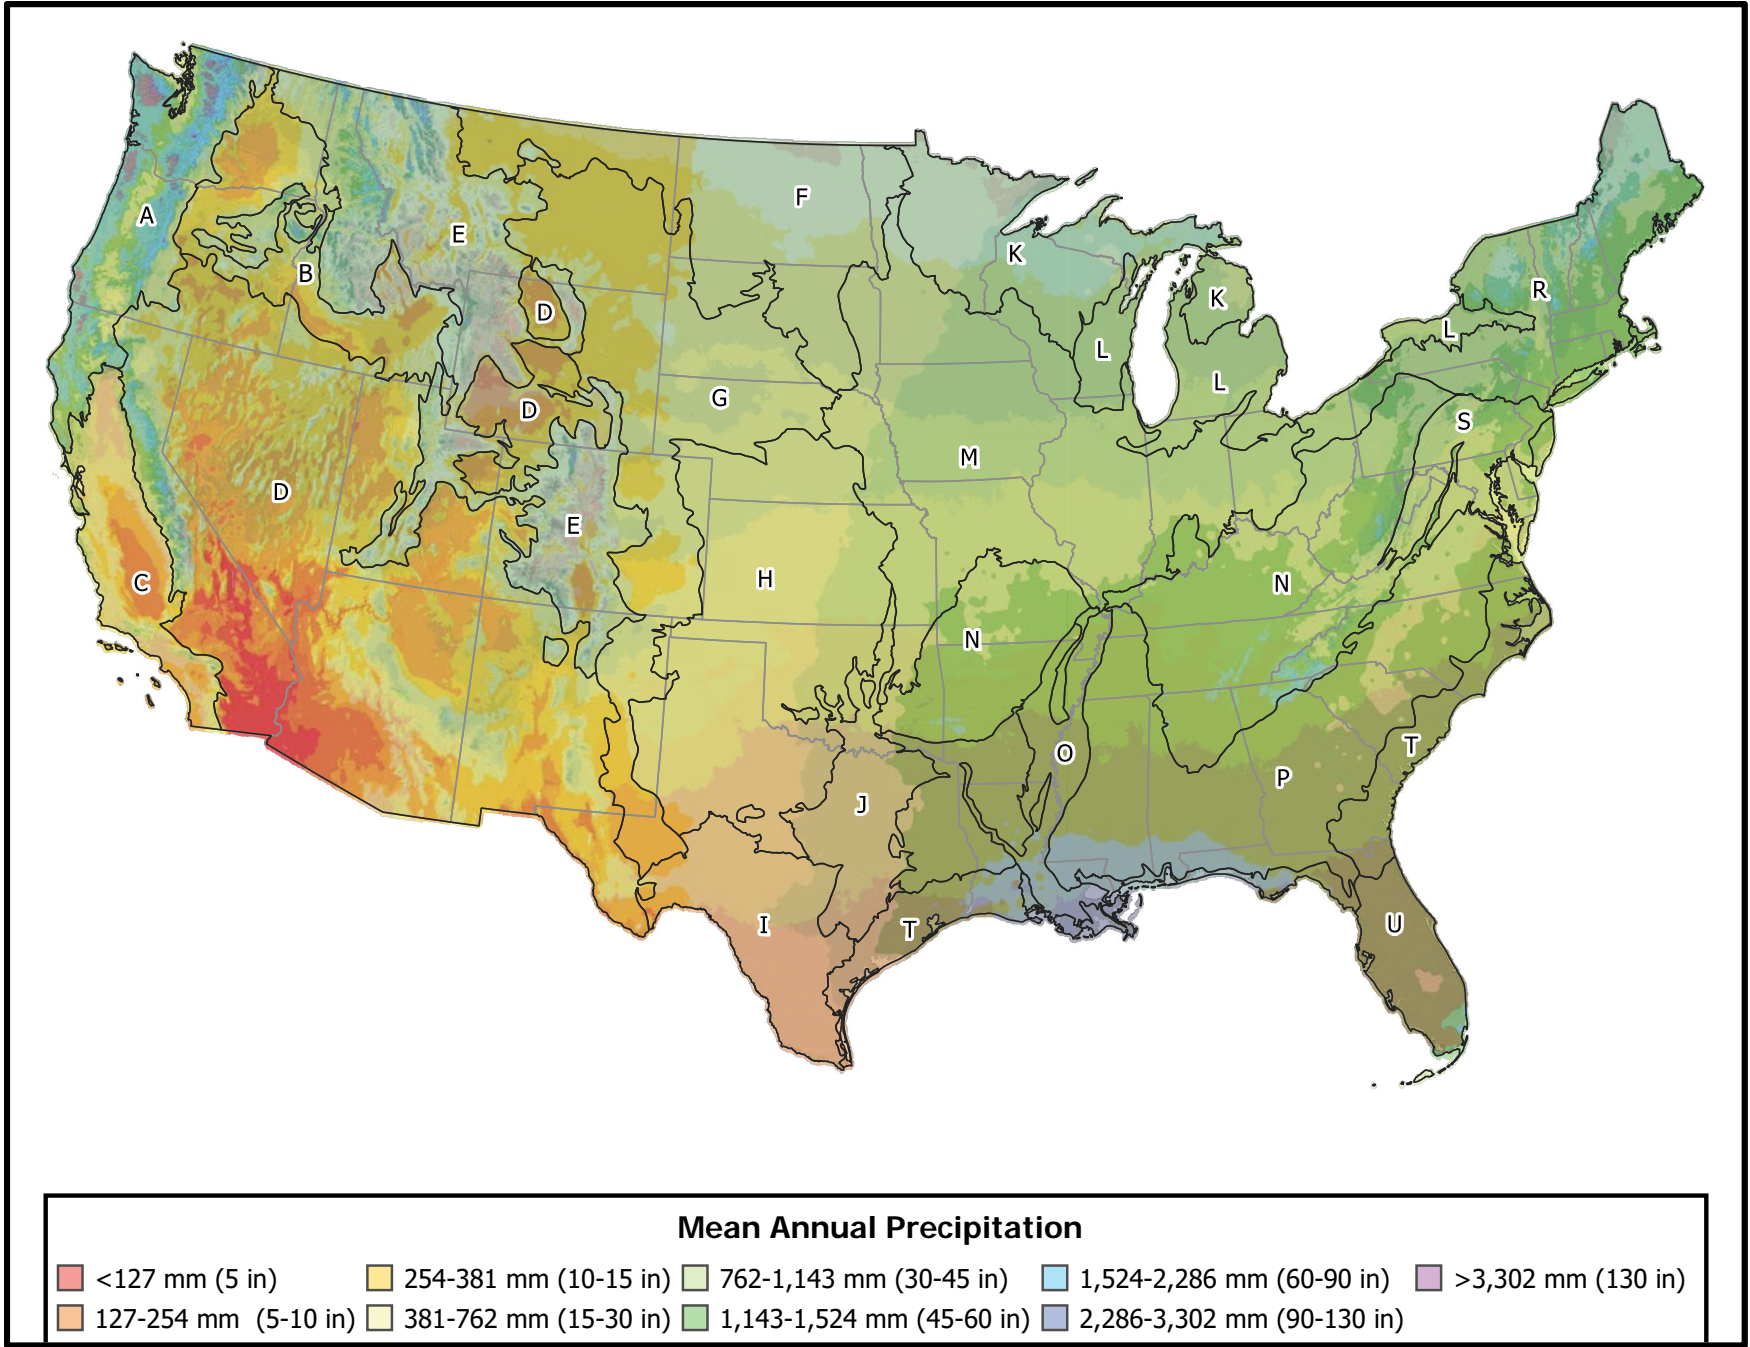 F
A
E
K
B
R
K
D
L
L
L
G
D
S
M
D
E
H
C
N
N
T
O
P
J
I
T
U
Mean Annual Precipitation
<127 mm (5 in) 254-381 mm (10-15 in) 762-1,143 mm (30-45 in) 1,524-2,286 mm (60-90 in) >3,302 mm (130 in)
127-254 mm (5-10 in) 381-762 mm (15-30 in) 1,143-1,524 mm (45-60 in) 2,286-3,302 mm (90-130 in)